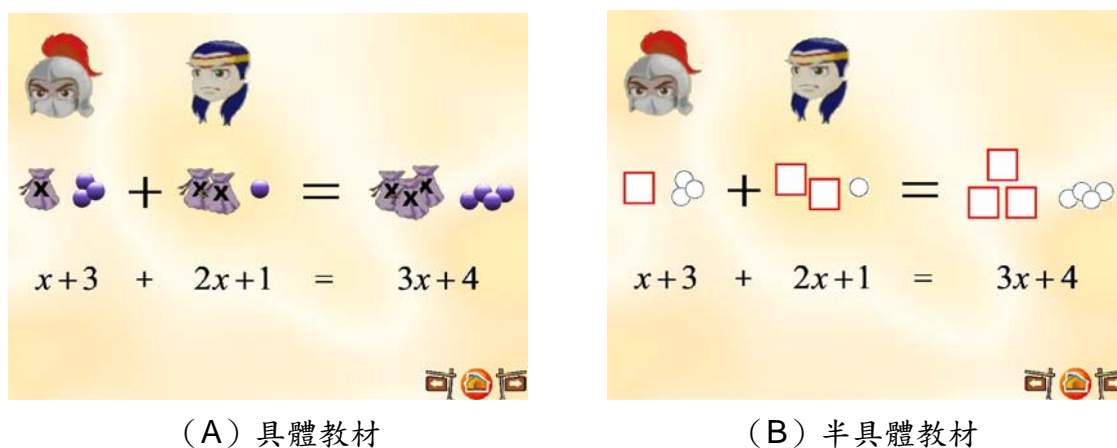 X + X X = X X X
x+3 + 2x+1 = 3x+4
(A)具體教材
+ =
x+3 + 2x+1 = 3x+4
(B)半具體教材